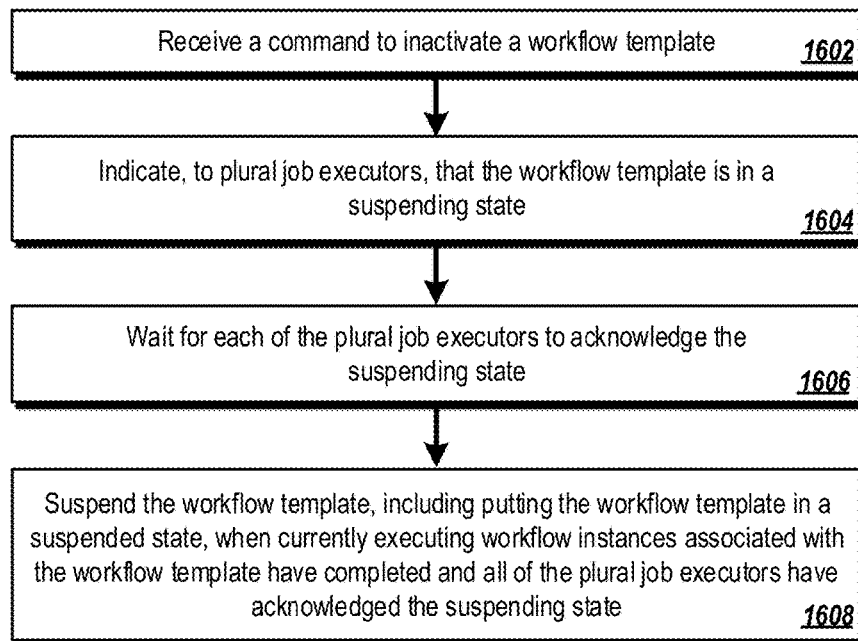 Receive a command to inactivate a workflow template
1602
Indicate, to plural job executors, that the workflow template is in a
suspending state
1604
Wait for each of the plural job executors to acknowledge the
suspending state
1606
Suspend the workflow template, including putting the workflow template in a
suspended state, when currently executing workflow instances associated with
the workflow template have completed and all of the plural job executors have
acknowledged the suspending state
1608